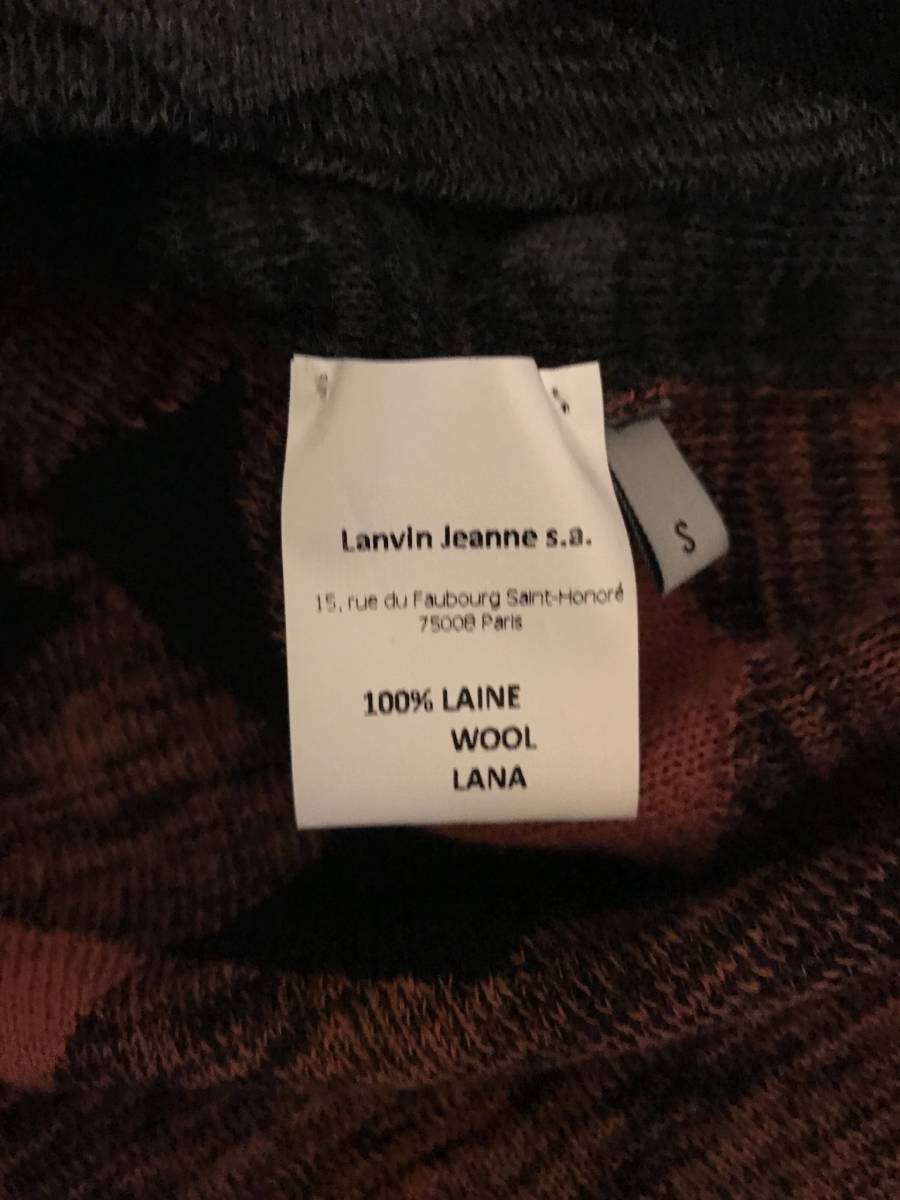 Lanvin Jeanne s.a.
15, rue du Faubourg Saint-Honoré
75008 Paris
100% LAINE
WOOL
LANA
S